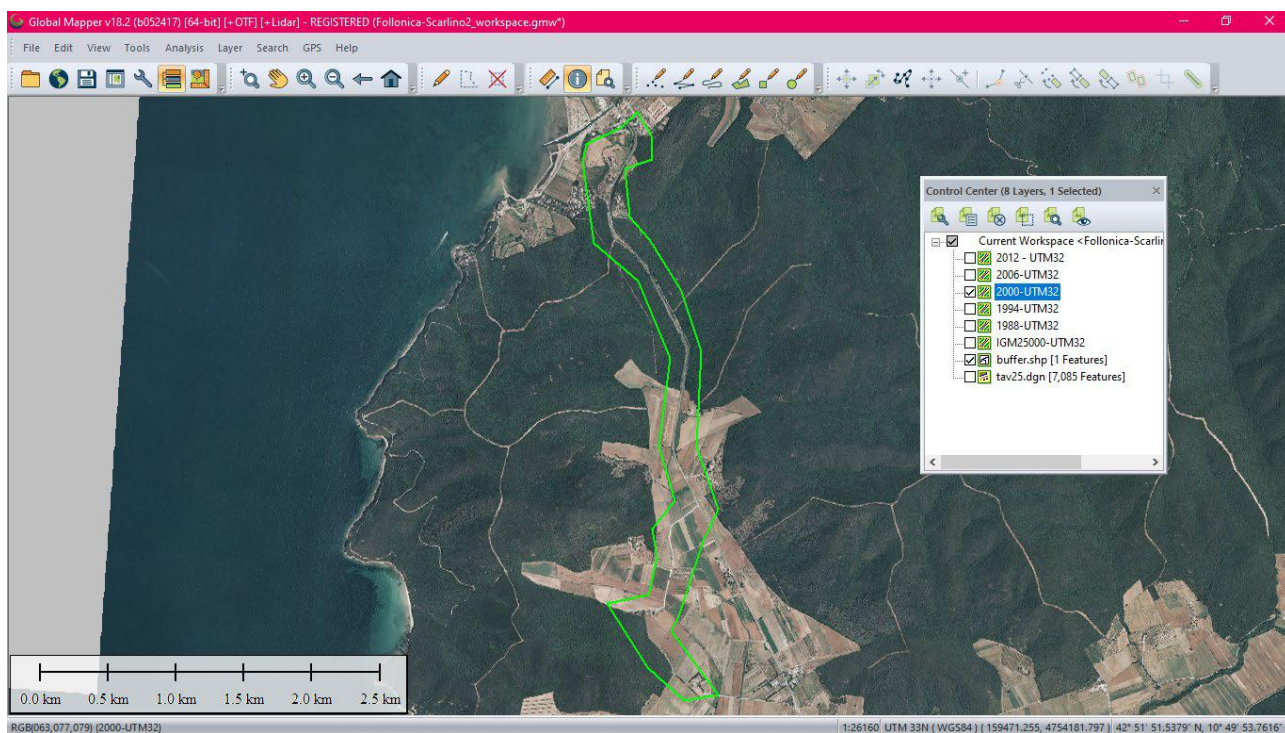 Global Mapper v18.2 (b052417) [64-bit] [+OTF] [+Lidar] - REGISTERED (Follonica-Scarlino2_workspace.gmw*)
File Edit View Tools Analysis Layer Search GPS Help
Control Center (8 Layers, 1 Selected)
Current Workspace <Follonica-Scarlir
2012 - UTM32
2006-UTM32
2000-UTM32
1994-UTM32
1988-UTM32
IGM25000-UTM32
buffer.shp [1 Features]
tav25.dgn [7,085 Features]
0.0 km 0.5 km 1.0 km 1.5 km 2.0 km 2.5 km
RGB(063,077,079) (2000-UTM32) 1:26160 UTM 33N ( WGS84 ) ( 159471.255, 4754181.797 ) 42° 51' 51.5379" N, 10° 49' 53.7616"